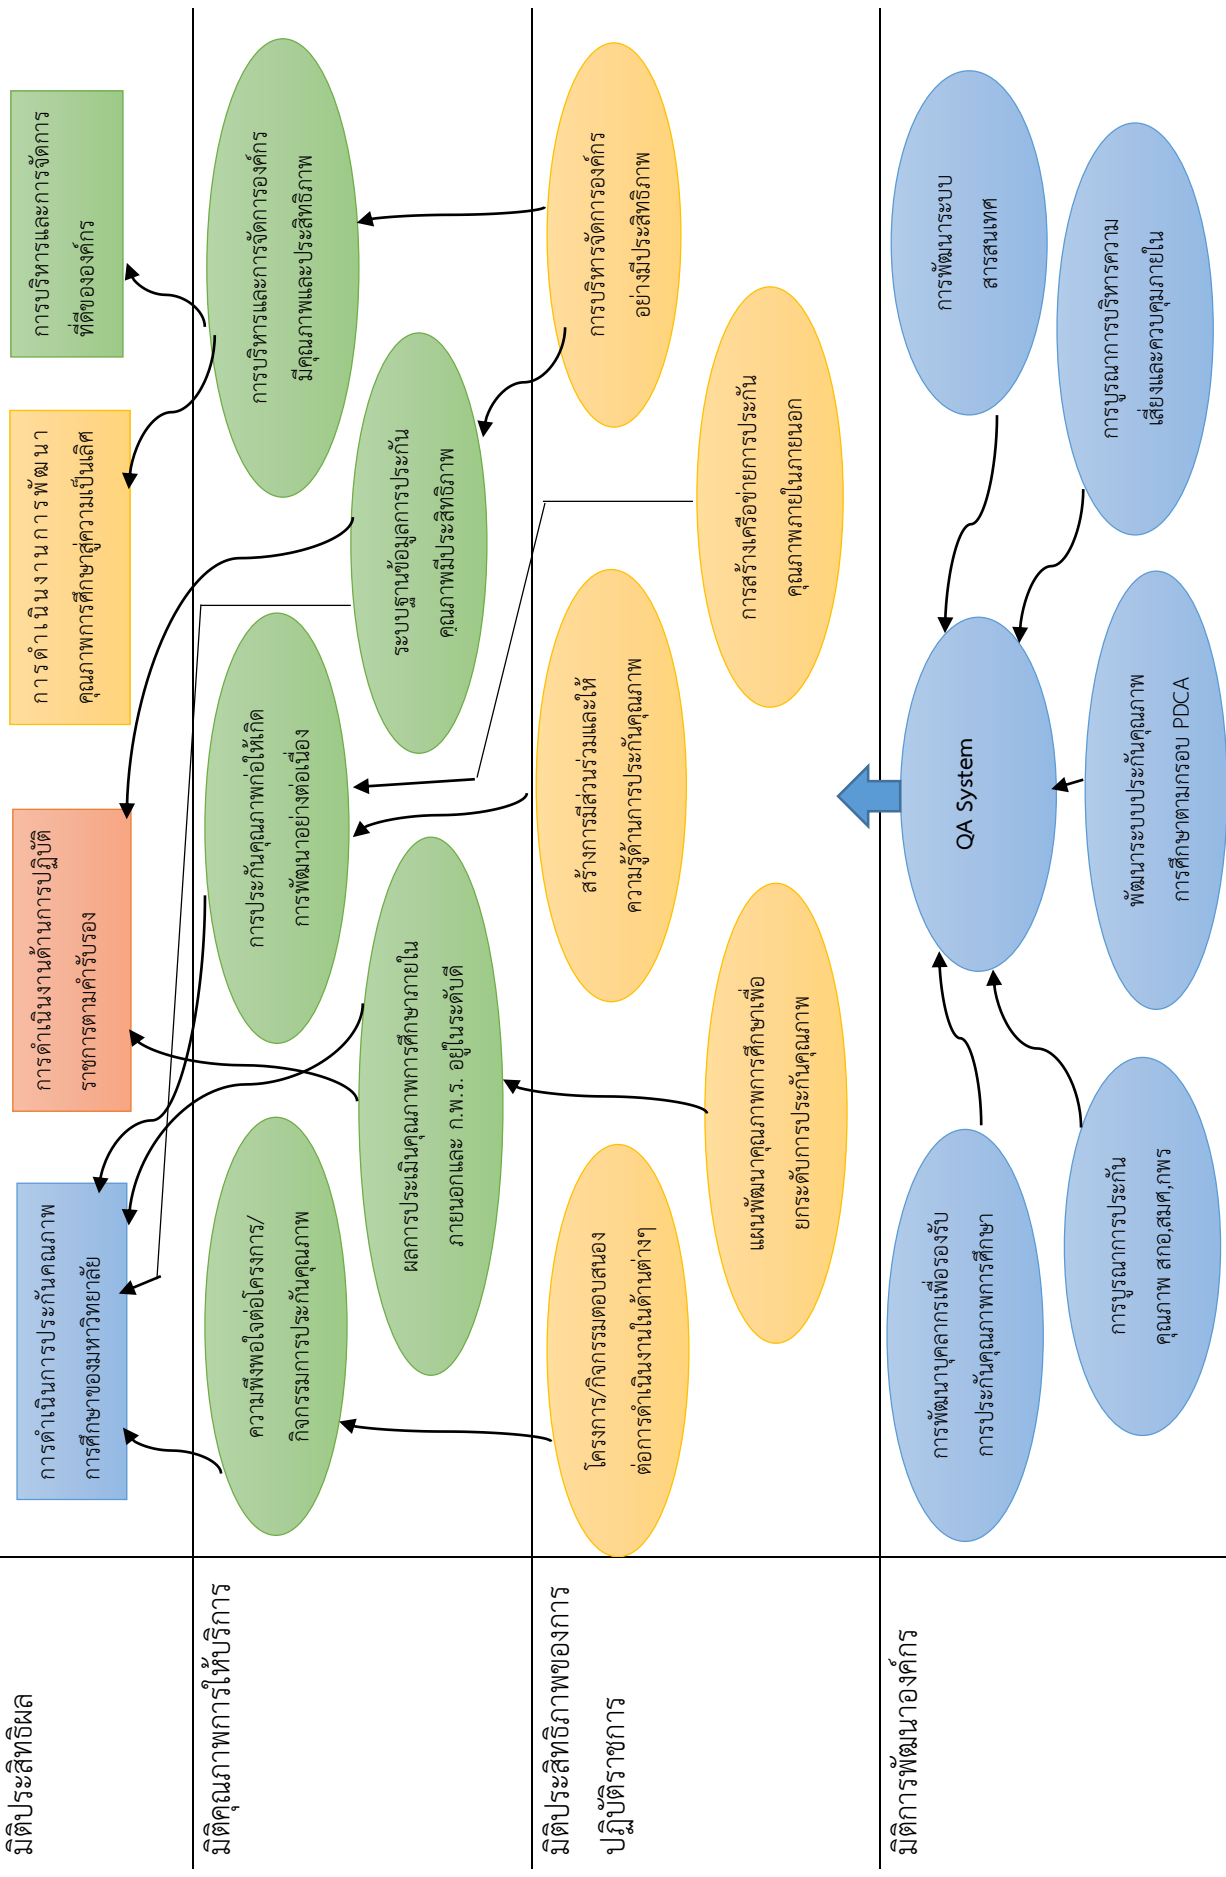 มิติประสิทธิผล
การดำเนินการประกันคณภาพ
การศึกษาของมหาวิทยาลัย
การดำเนินงานด้านการปฏิบัติ
ราชการตามคำรับรอง
การดำเนินงานการพัฒนา
คุณภาพการศึกษาสู่ความเป็นเลิศ
การบริหารและการจัดการ
ที่ดีขององค์กร
มิติคุณภาพการให้บริการ
ความพึงพอใจต่อโครงการ/
กิจกรรมการประกันคุณภาพ
ผลการประเมินคุณภาพการศึกษาภายใน
ภายนอกและ ก.พ.ร. อยู่ในระดับดี
การประกันคุณภาพก่อให้เกิด
การพัฒนาอย่างต่อเนื่อง
ระบบฐานข้อมูลการประกัน
คุณภาพมีประสิทธิภาพ
การบริหารและการจัดการองค์กร
มีคุณภาพและประสิทธิภาพ
มิติประสิทธิภาพของการ
ปฏิบัติราชการ
โครงการ/กิจกรรมตอบสนอง
ต่อการดำเนินงานในด้านต่างๆ
แผนพัฒนาคุณภาพการศึกษาเพื่อ
ยกระดับการประกันคุณภาพ
สร้างการมีส่วนร่วมและให้
ความรู้ด้านการประกันคุณภาพ
การสร้างเครือข่ายการประกัน
คุณภาพภายในภายนอก
การบริหารจัดการองค์กร
อย่างมีประสิทธิภาพ
มิติการพัฒนาองค์กร
การพัฒนาบุคลากรเพื่อรองรับ
การประกันคุณภาพการศึกษา
การบูรณาการประกัน
คุณภาพ สกอ,สมศ,กพร
QA System
พัฒนาระบบประกันคุณภาพ
การศึกษาตามกรอบ PDCA
การพัฒนาระบบ
สารสนเทศ
การบูรณาการบริหารความ
เสี่ยงและควบคุมภายใน